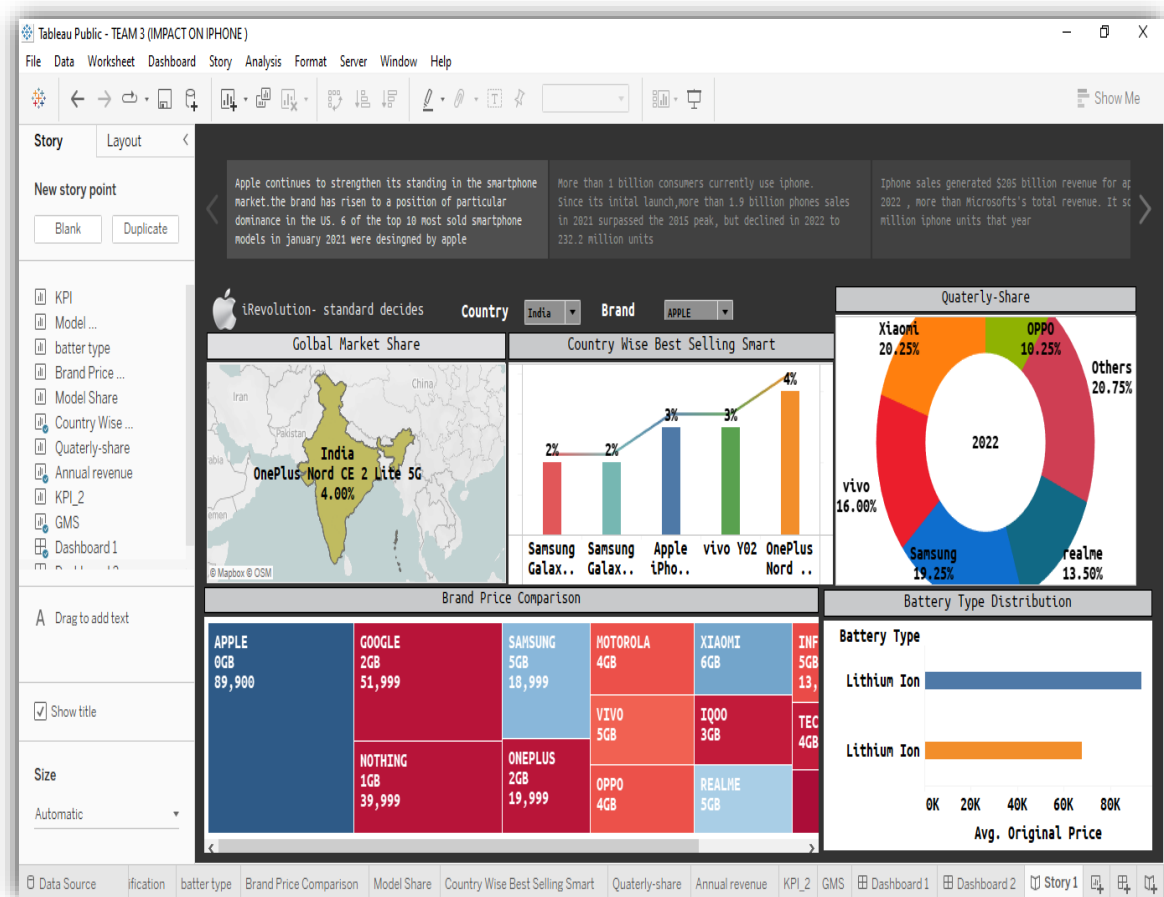 Tableau Public - TEAM 3 (IMPACT ON IPHONE )
File Data Worksheet Dashboard Story Analysis Format Server Window Help
Show Me
Story Layout
New story point
Blank Duplicate
KPI
Model ...
batter type
Brand Price ...
Model Share
Country Wise ...
Quaterly-share
Annual revenue
KPI_2
GMS
Dashboard 1
A Drag to add text
Show title
Size
Automatic
Apple continues to strengthen its standing in the smartphone
market.the brand has risen to a position of particular
dominance in the US. 6 of the top 10 most sold smartphone
models in january 2021 were desingned by apple
More than 1 billion consumers currently use iphone.
Since its inital launch,more than 1.9 billion phones sales
in 2021 surpassed the 2015 peak, but declined in 2022 to
232.2 million units
Iphone sales generated $205 billion revenue for ap
2022 , more than Microsofts's total revenue. It so
million iphone units that year
iRevolution- standard decides
Country India
Brand APPLE
Golbal Market Share
Iran
China
Pakistan
India
OnePlus Nord CE 2 Lite 5G
4.00%
© Mapbox © OSM
Country Wise Best Selling Smart
2% 2% 3% 3% 4%
Samsung Galax..
Samsung Galax..
Apple iPho..
vivo Y02
OnePlus Nord ..
Quaterly-Share
Xiaomi
20.25%
OPPO
10.25%
Others
20.75%
2022
vivo
16.00%
Samsung
19.25%
realme
13.50%
Brand Price Comparison
APPLE
0GB
89,900
GOOGLE
2GB
51,999
NOTHING
1GB
39,999
SAMSUNG
5GB
18,999
ONEPLUS
2GB
19,999
MOTOROLA
4GB
VIVO
5GB
OPPO
4GB
XIAOMI
6GB
IQOO
3GB
REALME
5GB
INF
5GB
13,
TEC
4GB
Battery Type Distribution
Battery Type
Lithium Ion
Lithium Ion
0K 20K 40K 60K 80K
Avg. Original Price
Data Source ification batter type Brand Price Comparison Model Share Country Wise Best Selling Smart Quaterly-share Annual revenue KPI_2 GMS Dashboard 1 Dashboard 2 Story 1